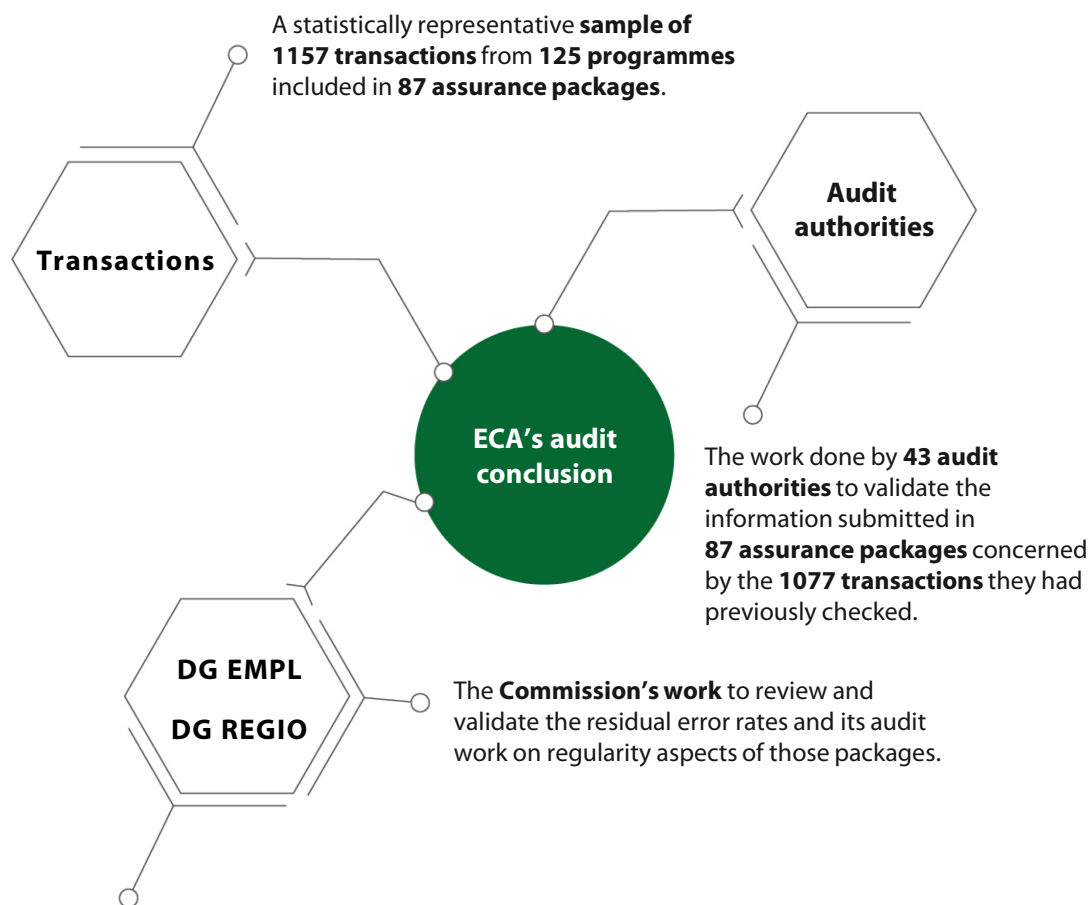 A statistically representative sample of
1157 transactions from 125 programmes
included in 87 assurance packages.
Transactions
Audit
authorities
ECA's audit
conclusion
The work done by 43 audit
authorities to validate the
information submitted in
87 assurance packages concerned
by the 1077 transactions they had
previously checked.
DG EMPL
DG REGIO
The Commission's work to review and
validate the residual error rates and its audit
work on regularity aspects of those packages.